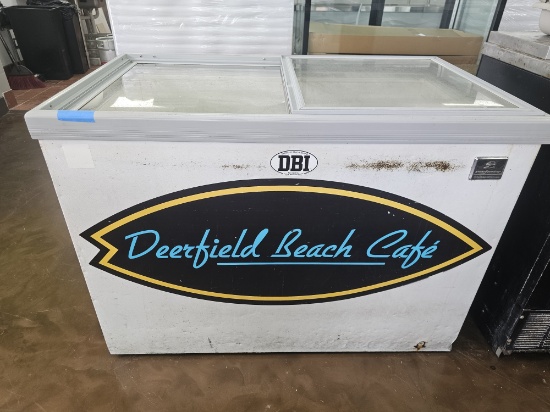 DBI
Deerfield Beach Café